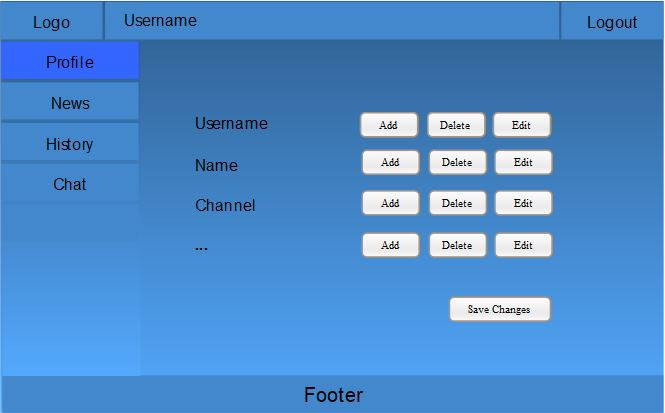 Logo Username Logout
Profile
News
History
Chat
Username Add Delete Edit
Name Add Delete Edit
Channel Add Delete Edit
... Add Delete Edit
Save Changes
Footer